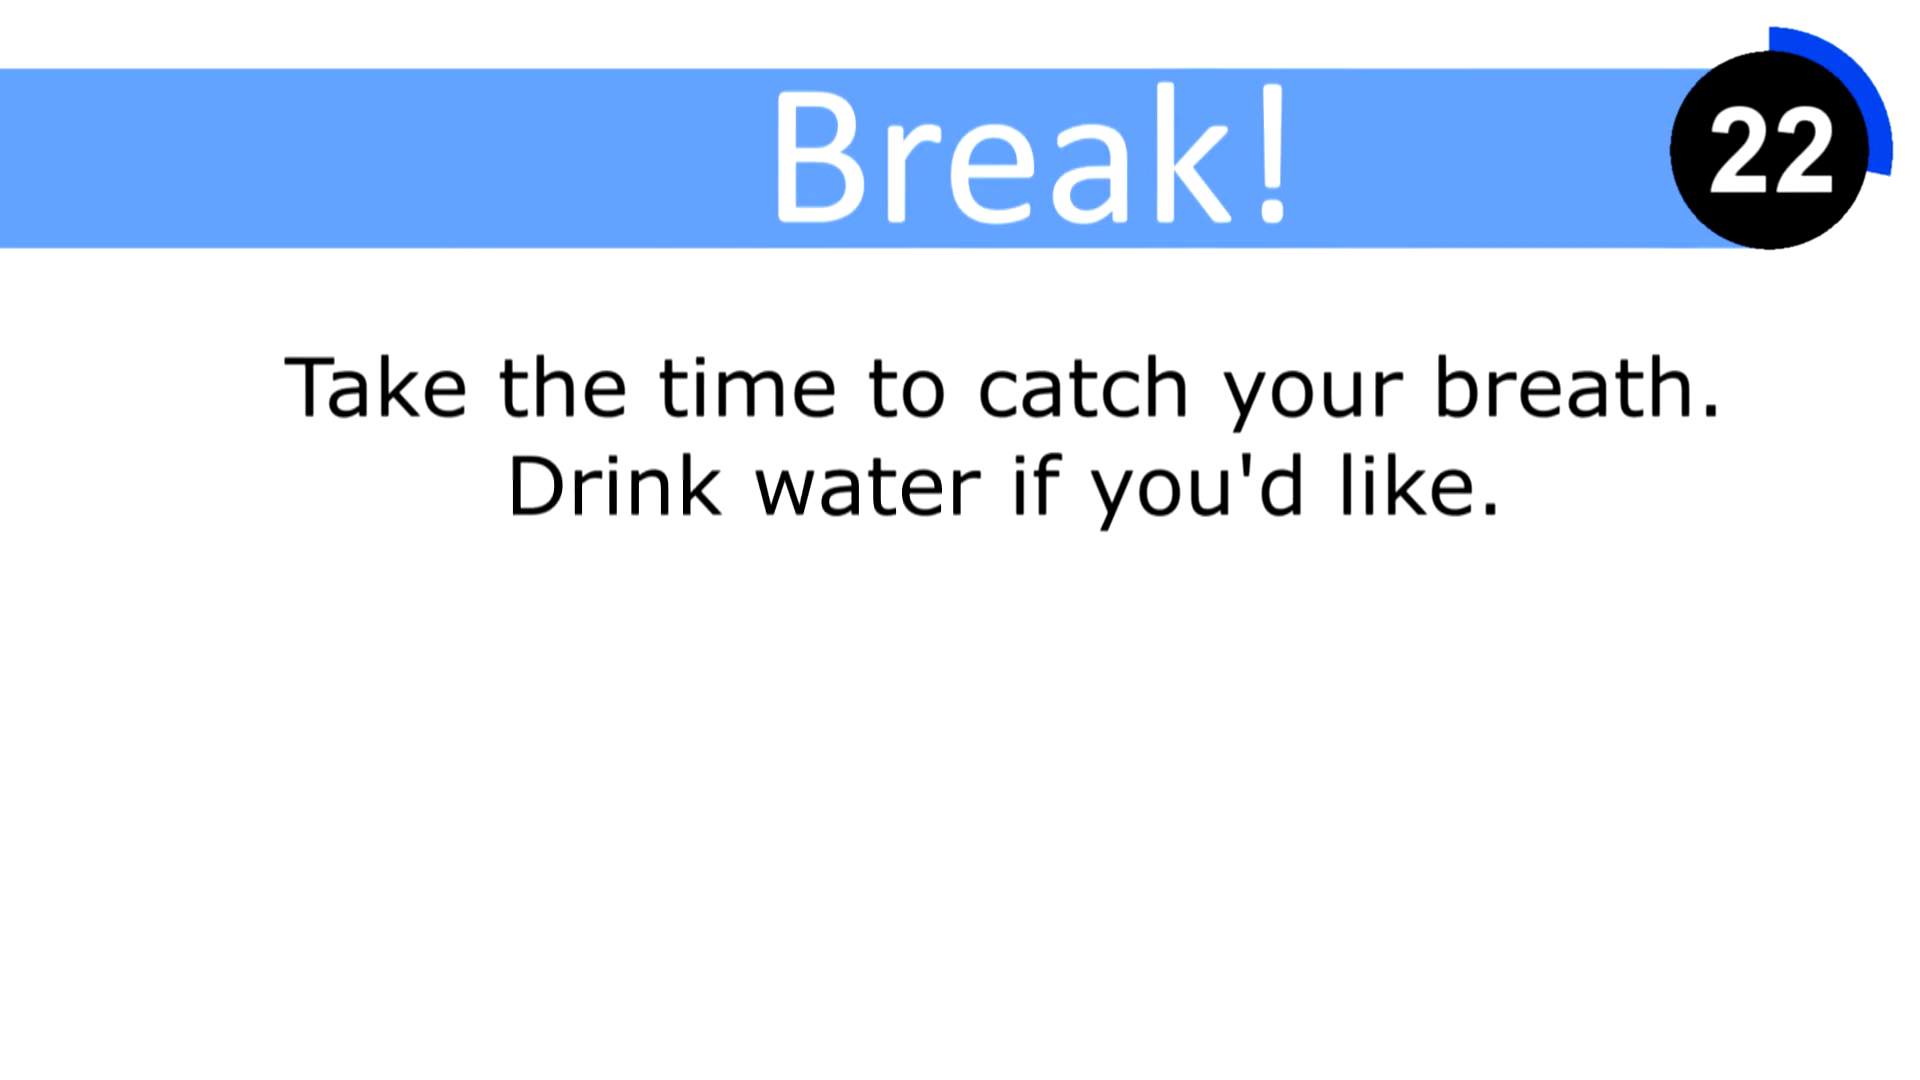 Break!
22
Take the time to catch your breath.
Drink water if you'd like.